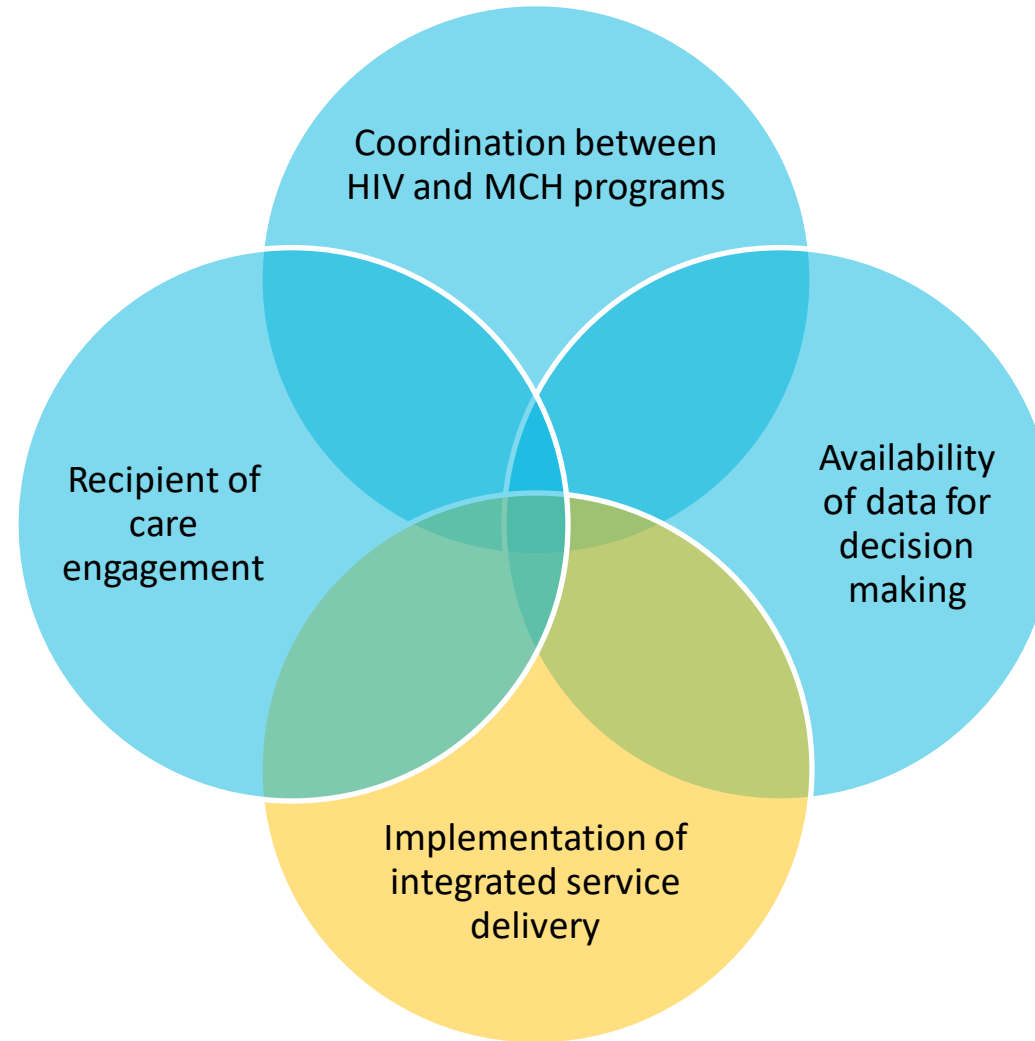 Coordination between
HIV and MCH programs
Recipient of
care
engagement
Availability
of data for
decision
making
Implementation of
integrated service
delivery